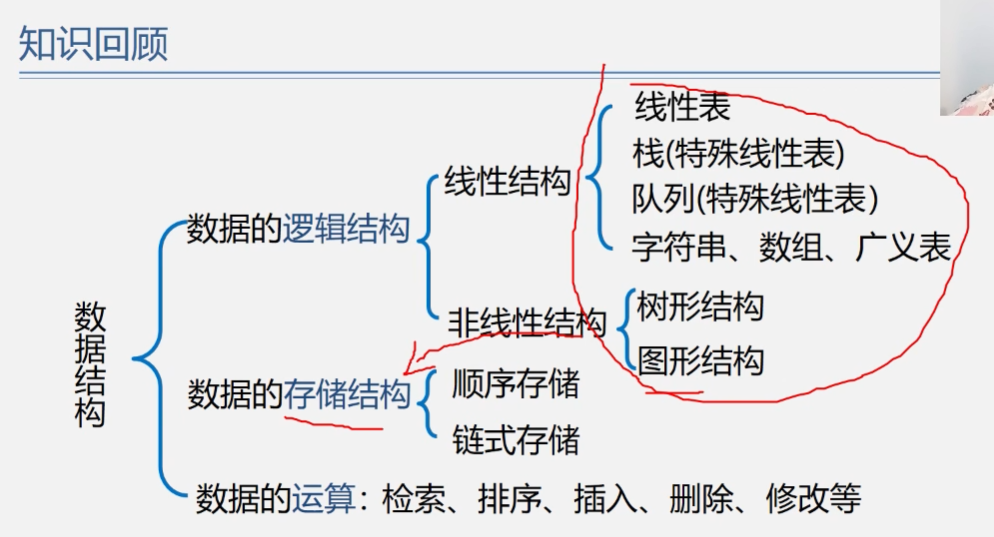 知识回顾
线性表
栈(特殊线性表)
线性结构
队列(特殊线性表)
数据的逻辑结构
字符串、数组、广义表
树形结构
非线性结构
图形结构
数据结构
数据的存储结构
顺序存储
链式存储
数据的运算：检索、排序、插入、删除、修改等